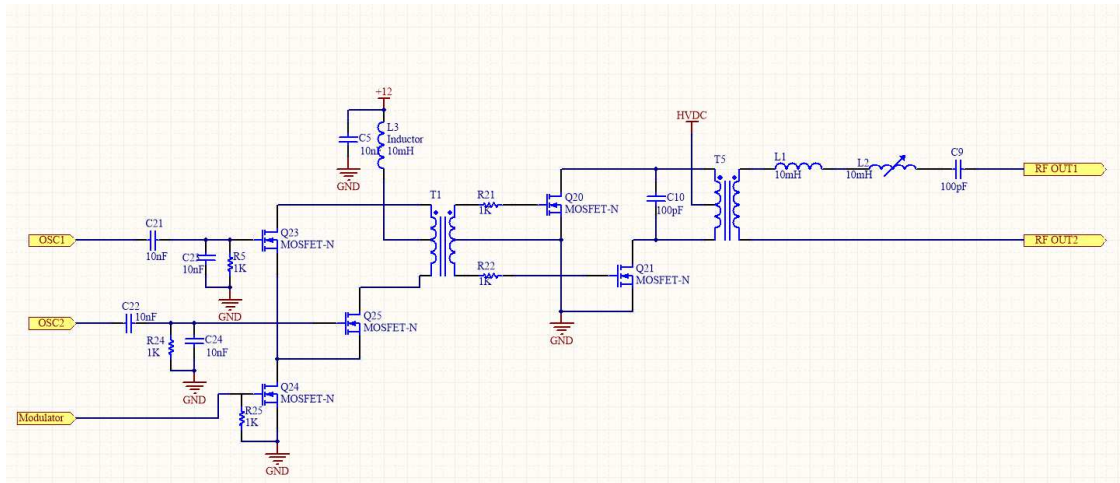 +12
HVDC
L3
Inductor
10mH
C5
10nF
GND
T5
L1
10mH
L2
10mH
C9
100pF
RF OUT1
RF OUT2
T1
R21
1K
Q20
MOSFET-N
C10
100pF
R22
1K
Q21
MOSFET-N
GND
OSC1
C21
10nF
C23
10nF
R5
1K
GND
Q23
MOSFET-N
OSC2
C22
10nF
R24
1K
C24
10nF
GND
Q25
MOSFET-N
Modulator
Q24
MOSFET-N
R25
1K
GND